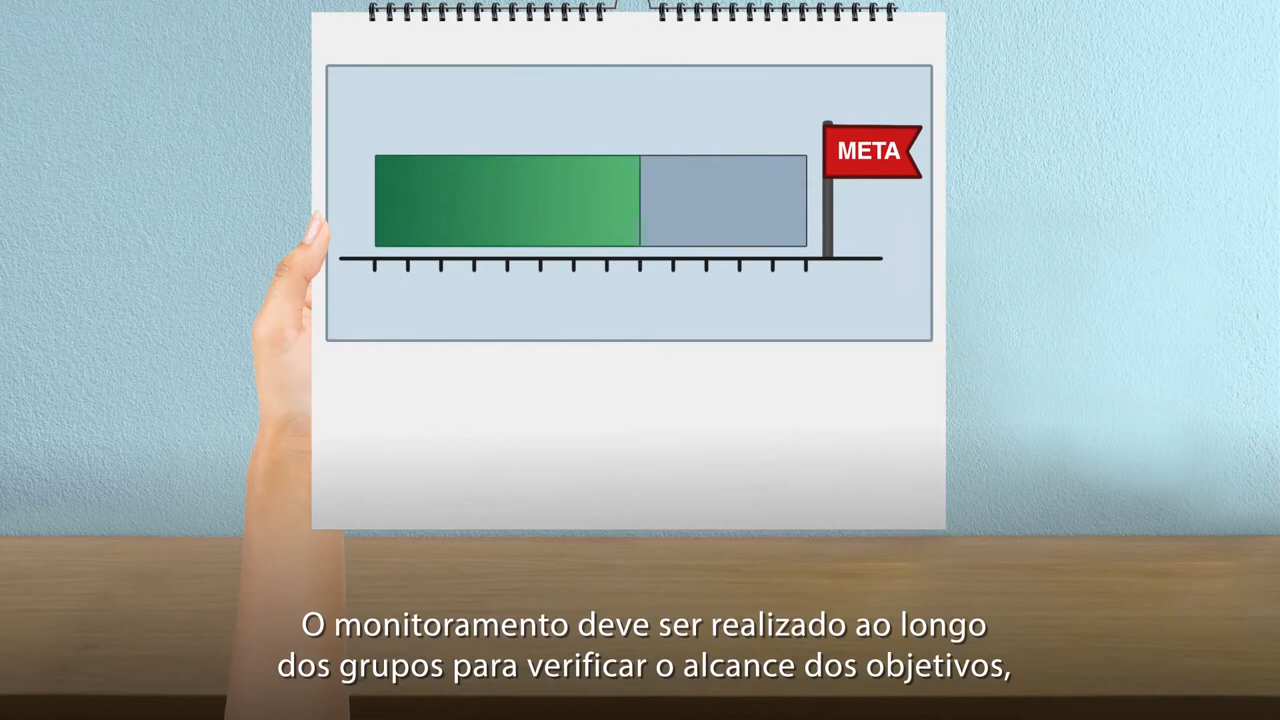 META
O monitoramento deve ser realizado ao longo
dos grupos para verificar o alcance dos objetivos,